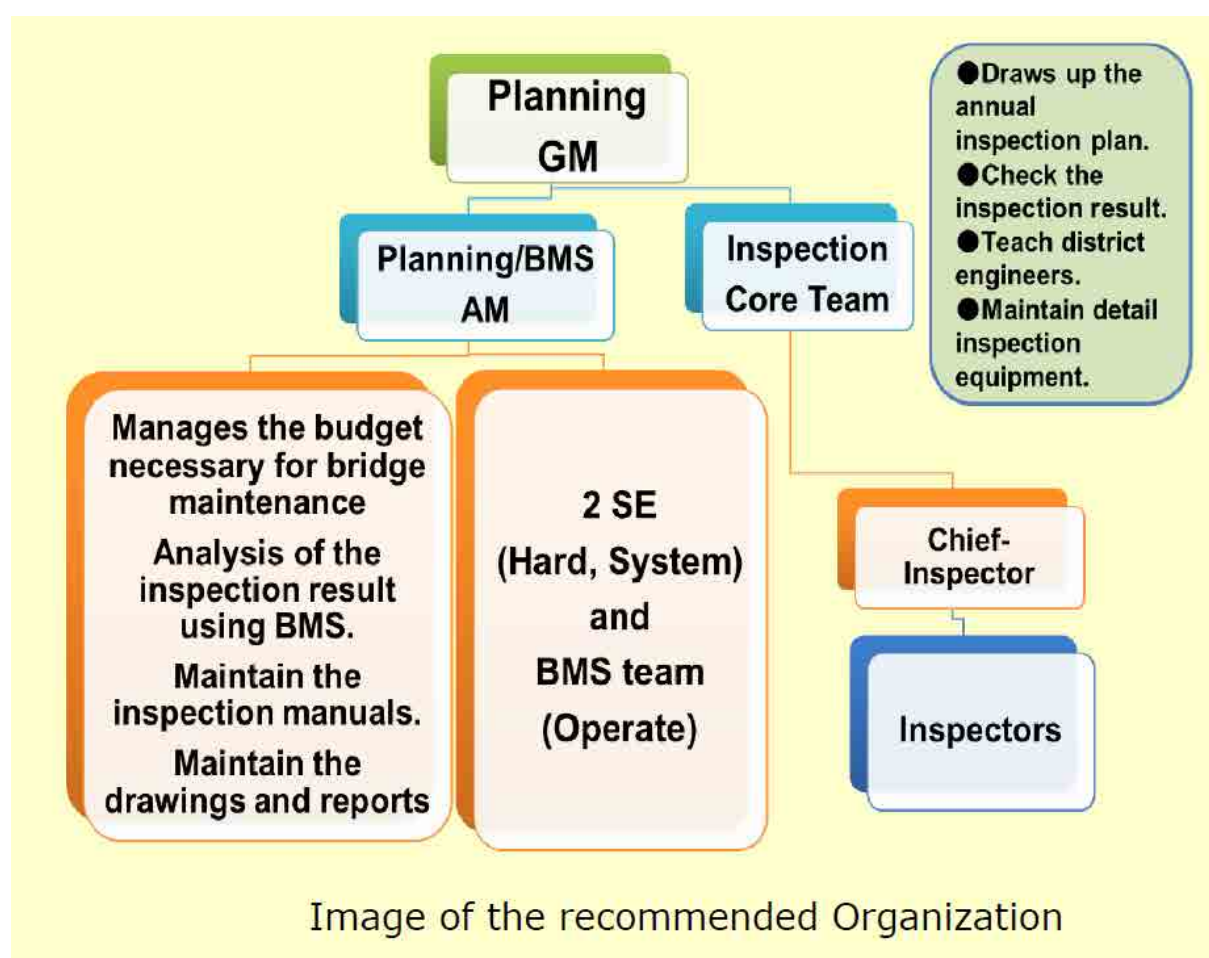 Planning
GM
Planning/BMS
AM
Inspection
Core Team
●Draws up the
annual
inspection plan.
●Check the
inspection result.
●Teach district
engineers.
●Maintain detail
inspection
equipment.
Manages the budget
necessary for bridge
maintenance
Analysis of the
inspection result
using BMS.
Maintain the
inspection manuals.
Maintain the
drawings and reports
2 SE
(Hard, System)
and
BMS team
(Operate)
Chief-
Inspector
Inspectors
Image of the recommended Organization